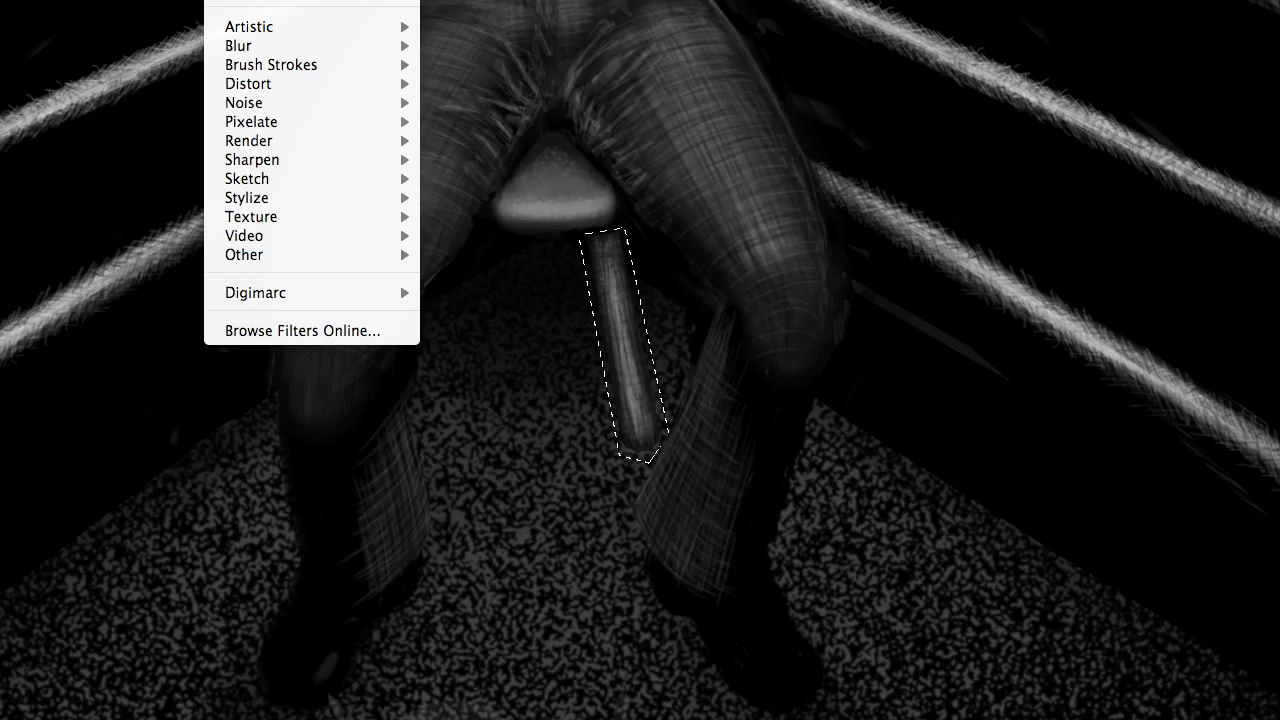 Artistic
Blur
Brush Strokes
Distort
Noise
Pixelate
Render
Sharpen
Sketch
Stylize
Texture
Video
Other
Digimarc
Browse Filters Online...